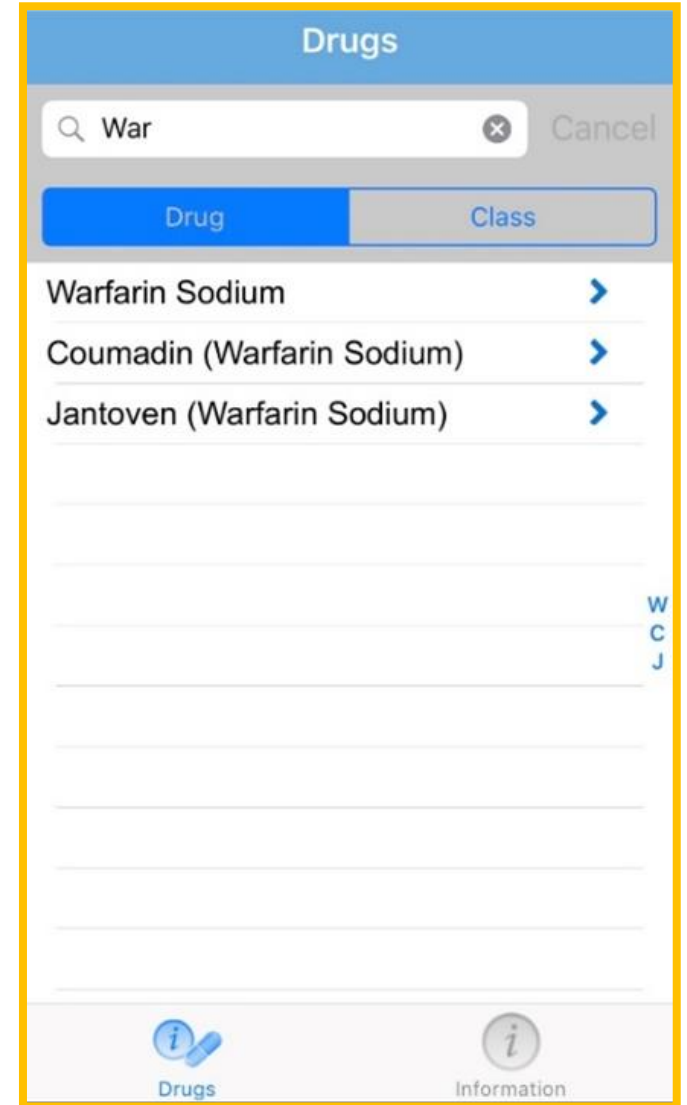 Drugs
War Cancel
Drug Class
Warfarin Sodium
Coumadin (Warfarin Sodium)
Jantoven (Warfarin Sodium)
W
C
J
i i
Drugs Information